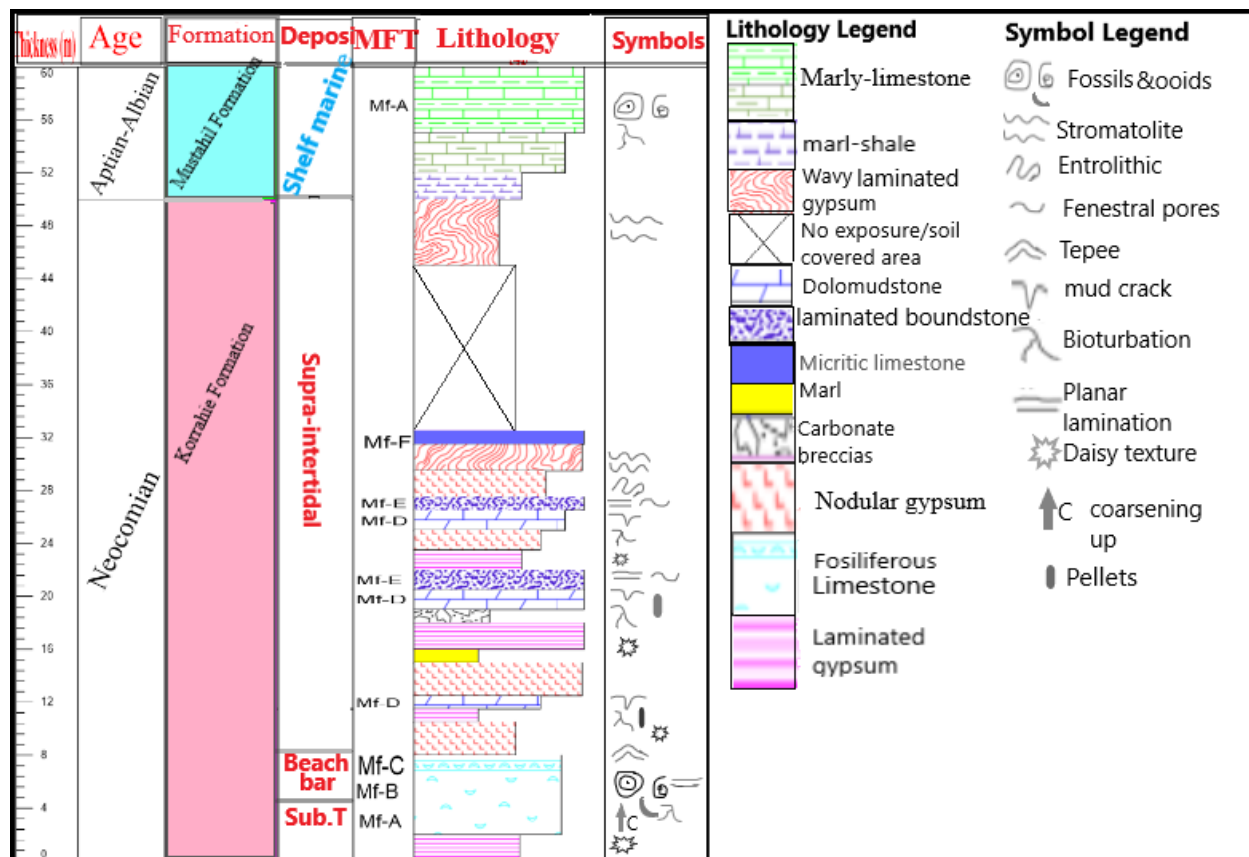 Thickness (m)
Age
Formation
Deposi
MFT
Lithology
Symbols
60
56
52
48
44
40
36
32
28
24
20
16
12
8
4
0
Aptian-Albian
Neocomian
Mustahil Formation
Korrahie Formation
Shelf marine
Supra-intertidal
Beach
bar
Sub.T
Mf-A
Mf-F
Mf-E
Mf-D
Mf-E
Mf-D
Mf-D
Mf-C
Mf-B
Mf-A
C
Lithology Legend
Marly-limestone
marl-shale
Wavy laminated
gypsum
No exposure/soil
covered area
Dolomudstone
laminated boundstone
Micritic limestone
Marl
Carbonate
breccias
Nodular gypsum
Fosiliferous
Limestone
Laminated
gypsum
Symbol Legend
Fossils &ooids
Stromatolite
Entrolithic
Fenestral pores
Tepee
mud crack
Bioturbation
Planar
lamination
Daisy texture
C coarsening
up
Pellets